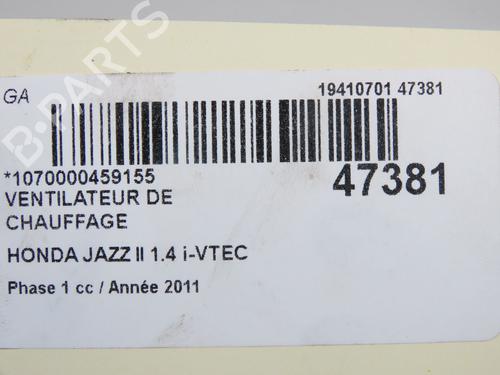 GA
19410701 47381
*1070000459155
47381
VENTILATEUR DE
CHAUFFAGE
HONDA JAZZ II 1.4 i-VTEC
Phase 1 cc / Année 2011
B-PARTS